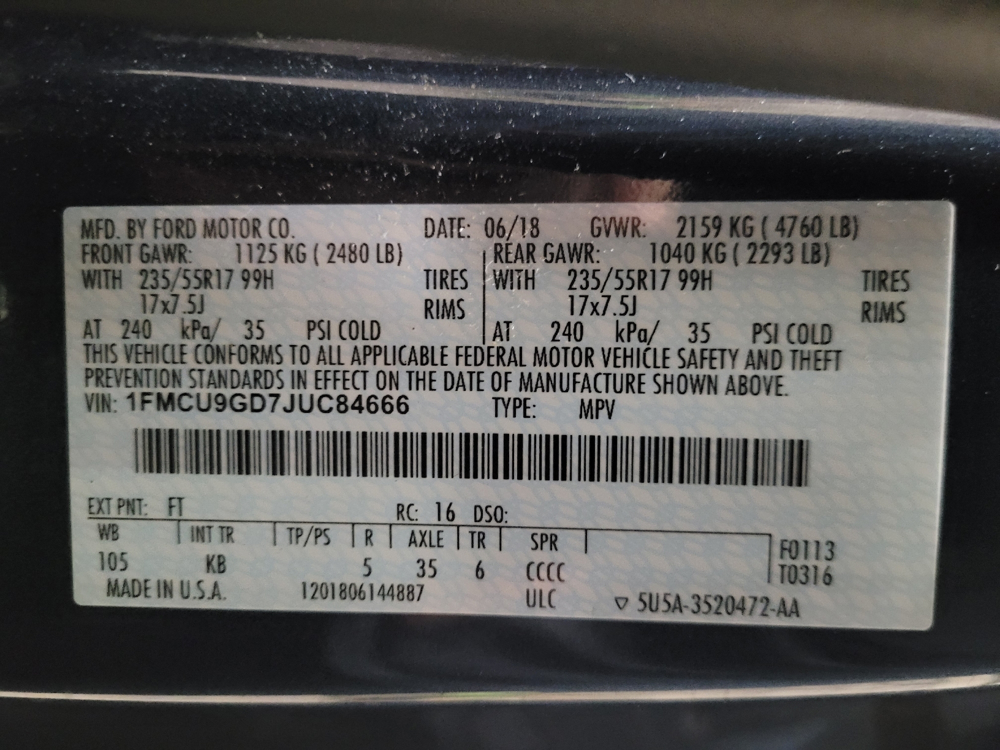 MFD. BY FORD MOTOR CO. DATE: 06/18 GVWR: 2159 KG ( 4760 LB)
FRONT GAWR: 1125 KG ( 2480 LB) REAR GAWR: 1040 KG ( 2293 LB)
WITH 235/55R17 99H TIRES WITH 235/55R17 99H TIRES
17x7.5J RIMS 17x7.5J RIMS
AT 240 kPa/ 35 PSI COLD AT 240 kPa/ 35 PSI COLD
THIS VEHICLE CONFORMS TO ALL APPLICABLE FEDERAL MOTOR VEHICLE SAFETY AND THEFT
PREVENTION STANDARDS IN EFFECT ON THE DATE OF MANUFACTURE SHOWN ABOVE.
VIN: 1FMCU9GD7JUC84666 TYPE: MPV
EXT PNT: FT RC: 16 DSO:
WB INT TR TP/PS R AXLE TR SPR F0113
105 KB 5 35 6 CCCC T0316
MADE IN U.S.A. 1201806144887 ULC ▽ 5U5A-3520472-AA